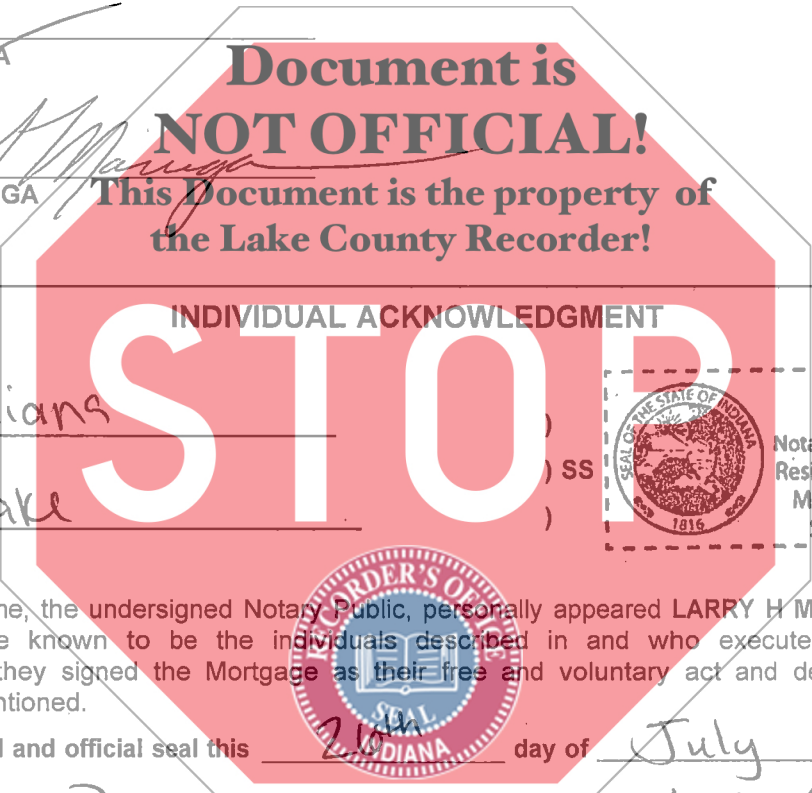 A
Document is
NOT OFFICIAL!
GA
This Document is the property of
the Lake County Recorder!
INDIVIDUAL ACKNOWLEDGMENT
STOP
iana )
) SS
ake )
SEAL OF THE STATE OF INDIANA
1816
Nota
Res
M
RECORDER'S OFFICE
SEAL
INDIANA
ne, the undersigned Notary Public, personally appeared LARRY H M
e known to be the individuals described in and who execute
they signed the Mortgage as their free and voluntary act and de
ntioned.
l and official seal this 26th day of July